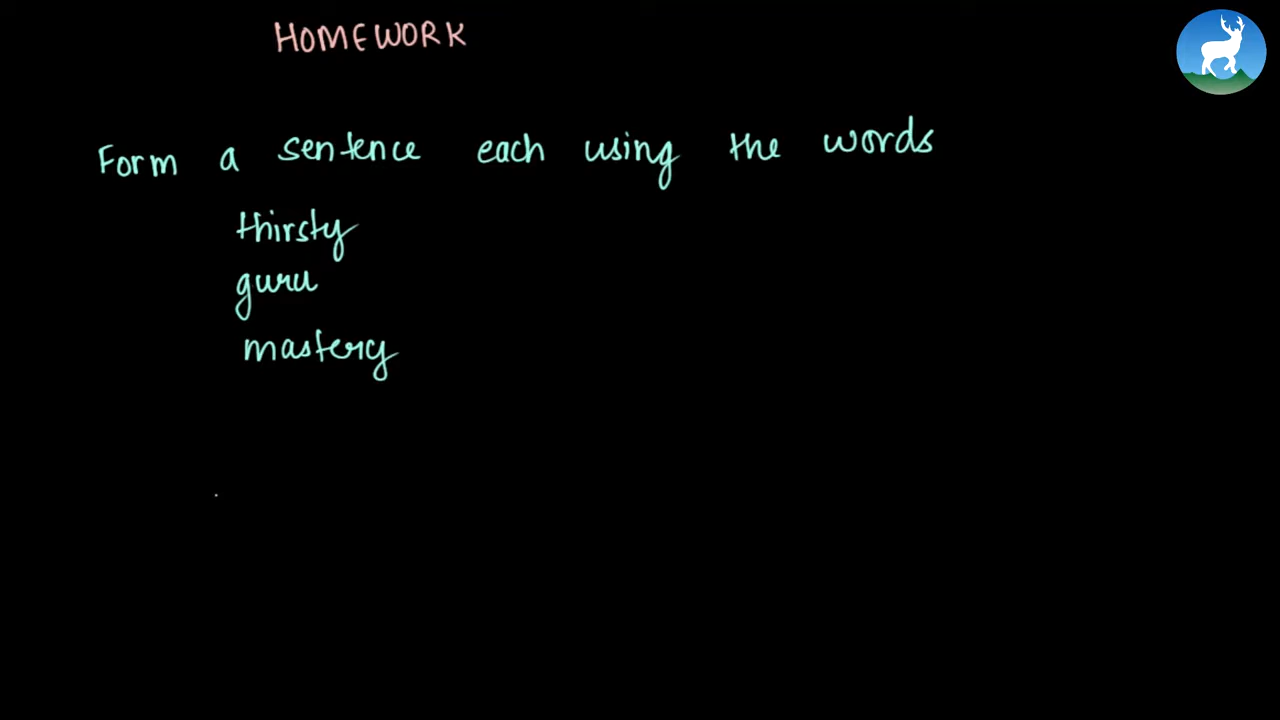 HOMEWORK
Form a sentence each using the words
thirsty
guru
mastery